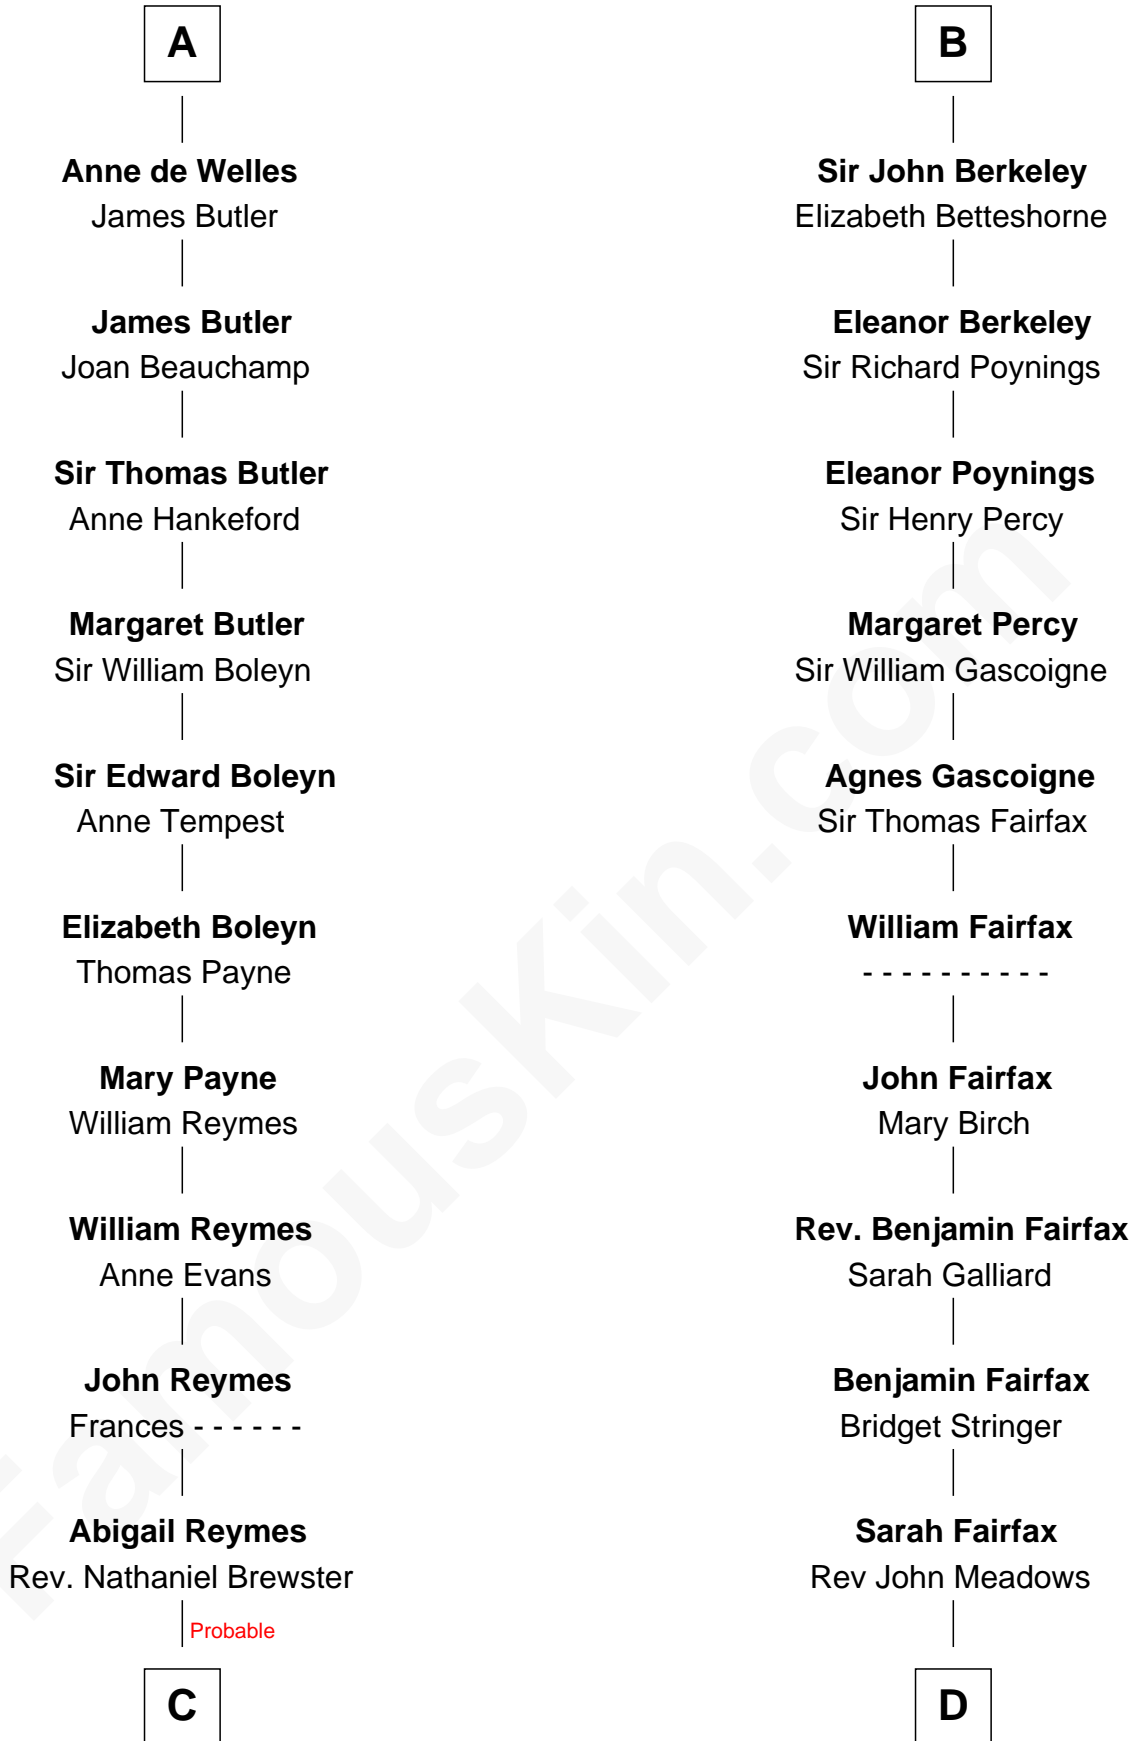 A
Anne de Welles
James Butler
James Butler
Joan Beauchamp
Sir Thomas Butler
Anne Hankeford
Margaret Butler
Sir William Boleyn
Sir Edward Boleyn
Anne Tempest
Elizabeth Boleyn
Thomas Payne
Mary Payne
William Reymes
William Reymes
Anne Evans
John Reymes
Frances - - - - - -
Abigail Reymes
Rev. Nathaniel Brewster
Probable
C
B
Sir John Berkeley
Elizabeth Betteshorne
Eleanor Berkeley
Sir Richard Poynings
Eleanor Poynings
Sir Henry Percy
Margaret Percy
Sir William Gascoigne
Agnes Gascoigne
Sir Thomas Fairfax
William Fairfax
- - - - - - - - - -
John Fairfax
Mary Birch
Rev. Benjamin Fairfax
Sarah Galliard
Benjamin Fairfax
Bridget Stringer
Sarah Fairfax
Rev John Meadows
D
FamousKin.com